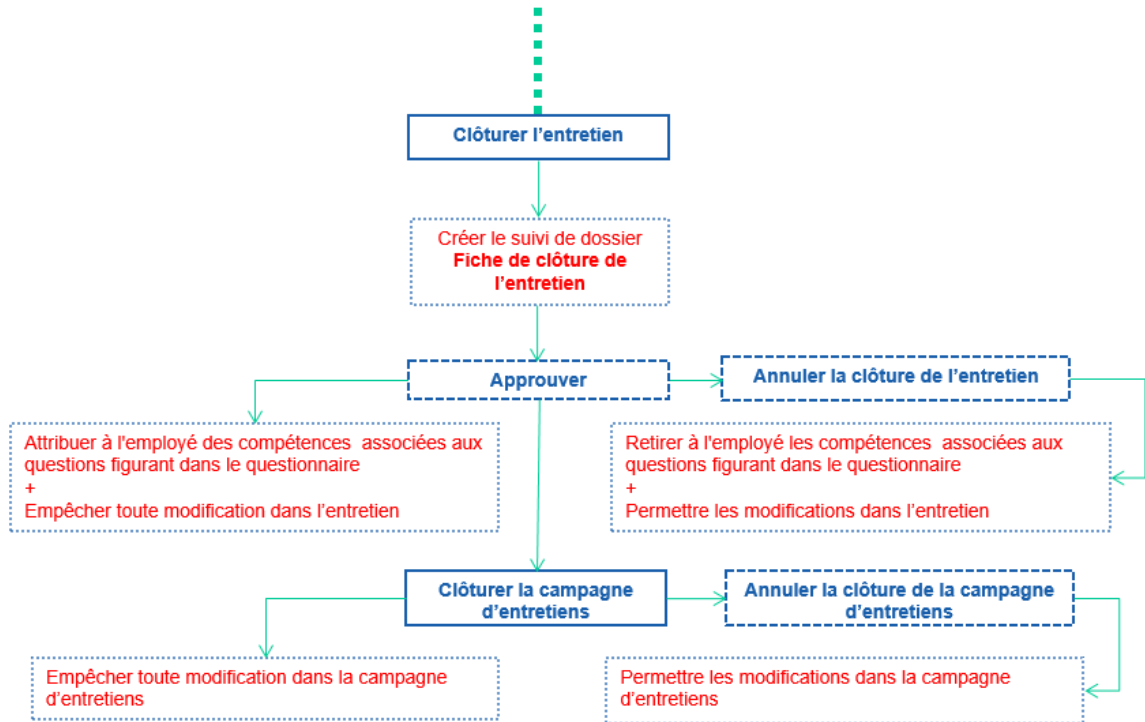 Clôturer l’entretien
Créer le suivi de dossier
Fiche de clôture de
l’entretien
Approuver
Annuler la clôture de l’entretien
Attribuer à l'employé des compétences  associées aux
questions figurant dans le questionnaire
+
Empêcher toute modification dans l’entretien
Retirer à l'employé les compétences  associées aux
questions figurant dans le questionnaire
+
Permettre les modifications dans l’entretien
Clôturer la campagne
d’entretiens
Annuler la clôture de la campagne
d’entretiens
Empêcher toute modification dans la campagne
d’entretiens
Permettre les modifications dans la campagne
d’entretiens